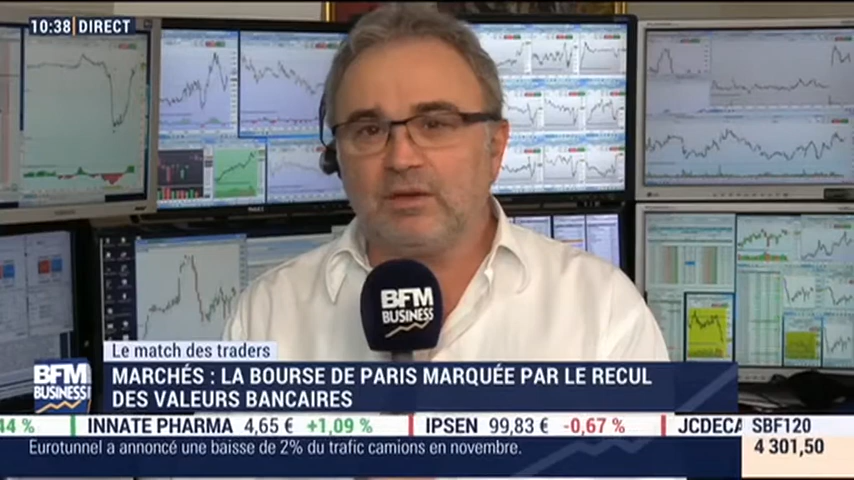 10:38 DIRECT
BFM
BUSINESS
Le match des traders
BFM
BUSINESS
MARCHÉS : LA BOURSE DE PARIS MARQUÉE PAR LE RECUL
DES VALEURS BANCAIRES
44% INNATE PHARMA 4,65 € +1,09 % IPSEN 99,83 € -0,67 % JCDECA
SBF120
4 301,50
Eurotunnel a annoncé une baisse de 2% du trafic camions en novembre.